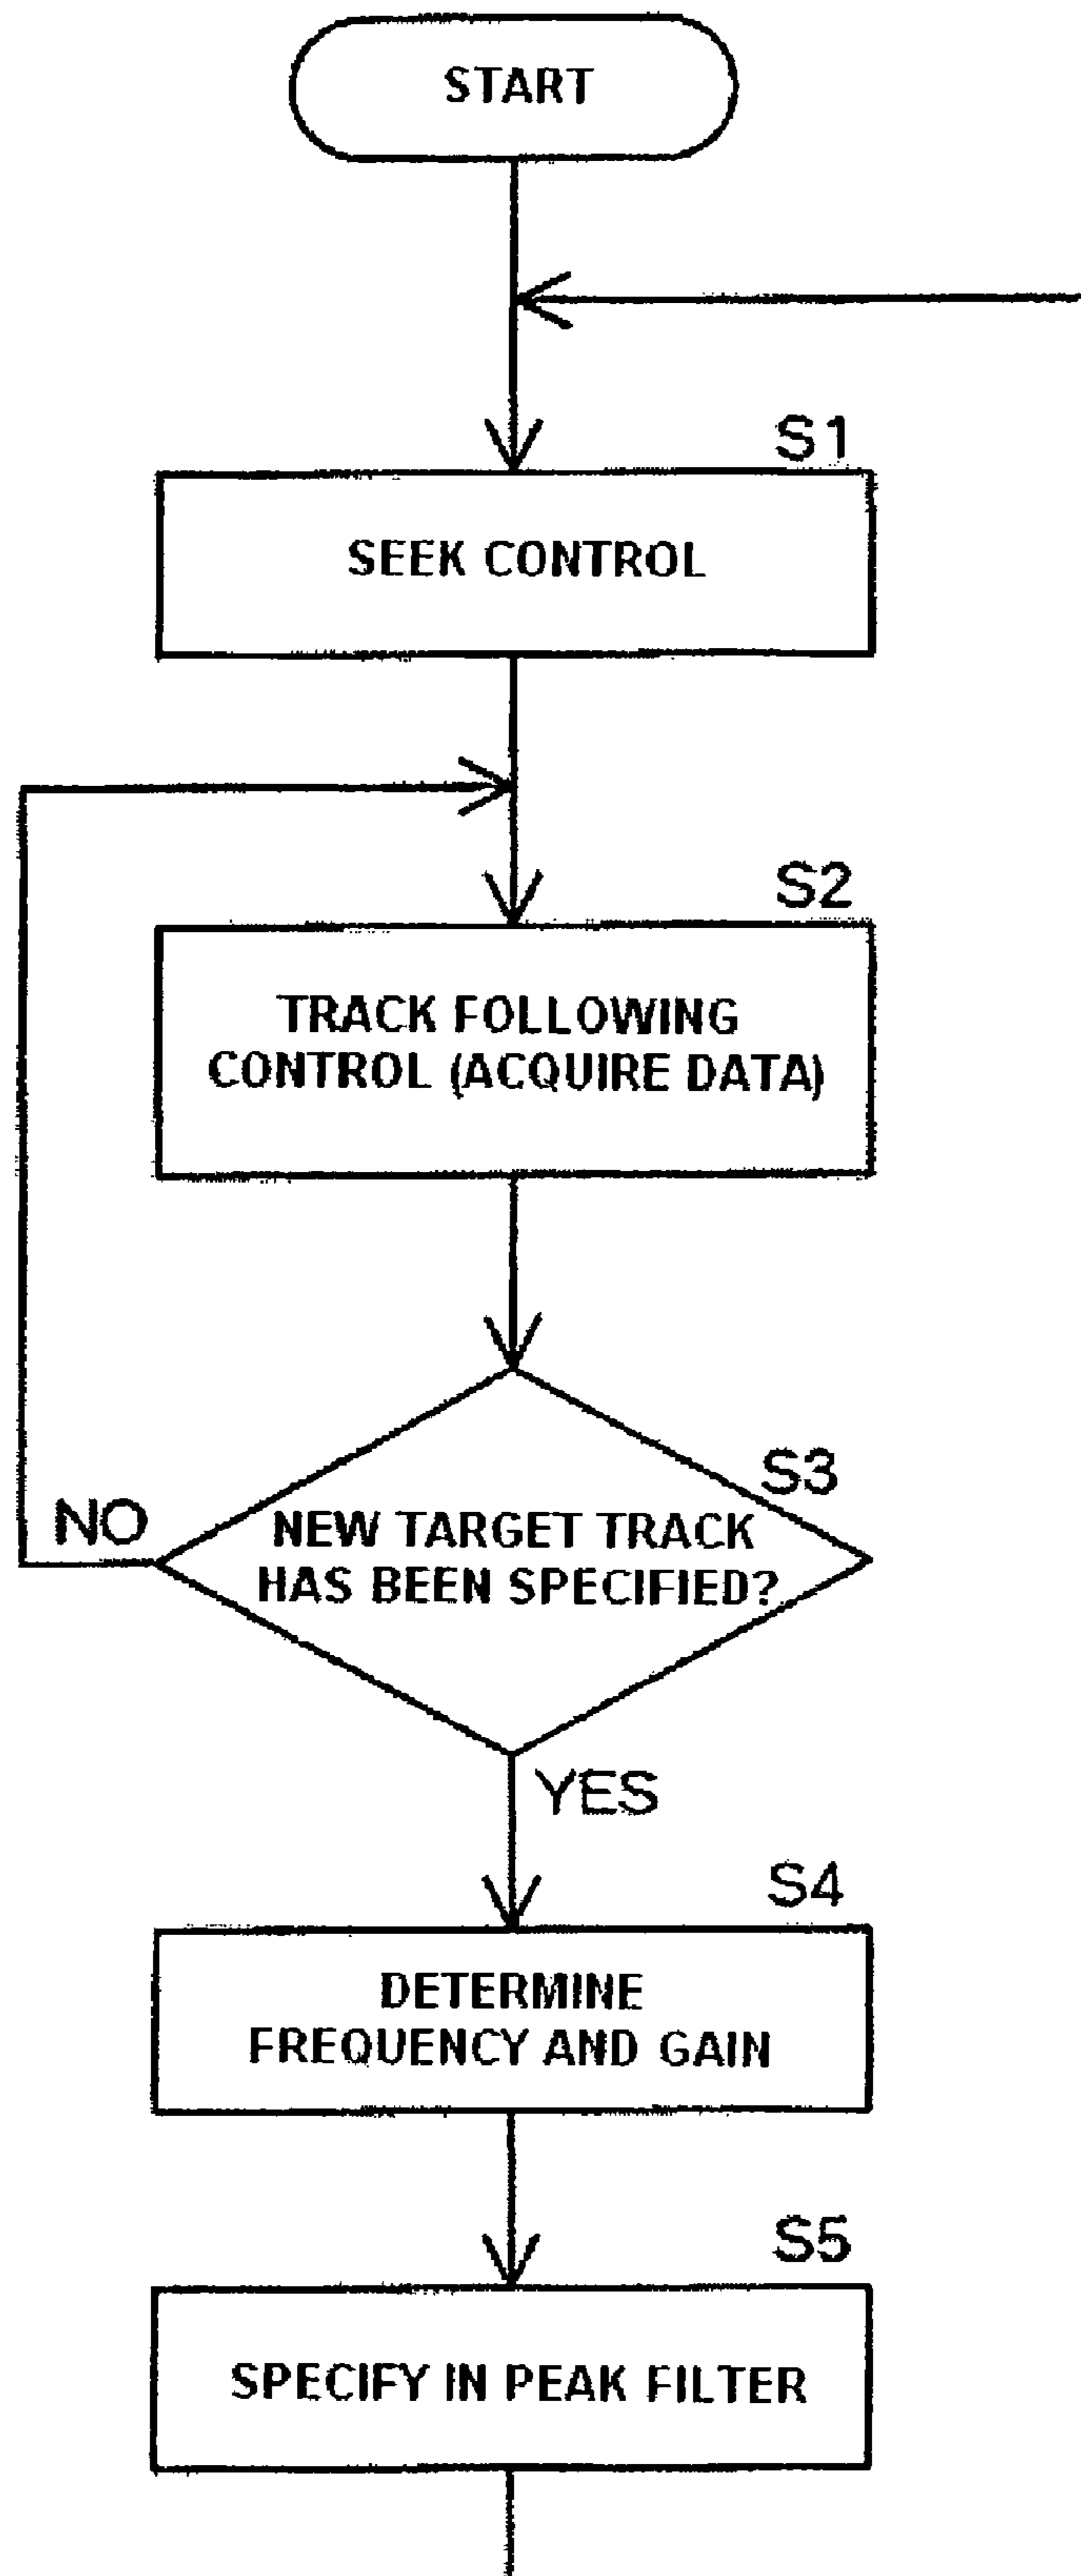 START
S1
SEEK CONTROL
S2
TRACK FOLLOWING
CONTROL (ACQUIRE DATA)
S3
NO
NEW TARGET TRACK
HAS BEEN SPECIFIED?
YES
S4
DETERMINE
FREQUENCY AND GAIN
S5
SPECIFY IN PEAK FILTER